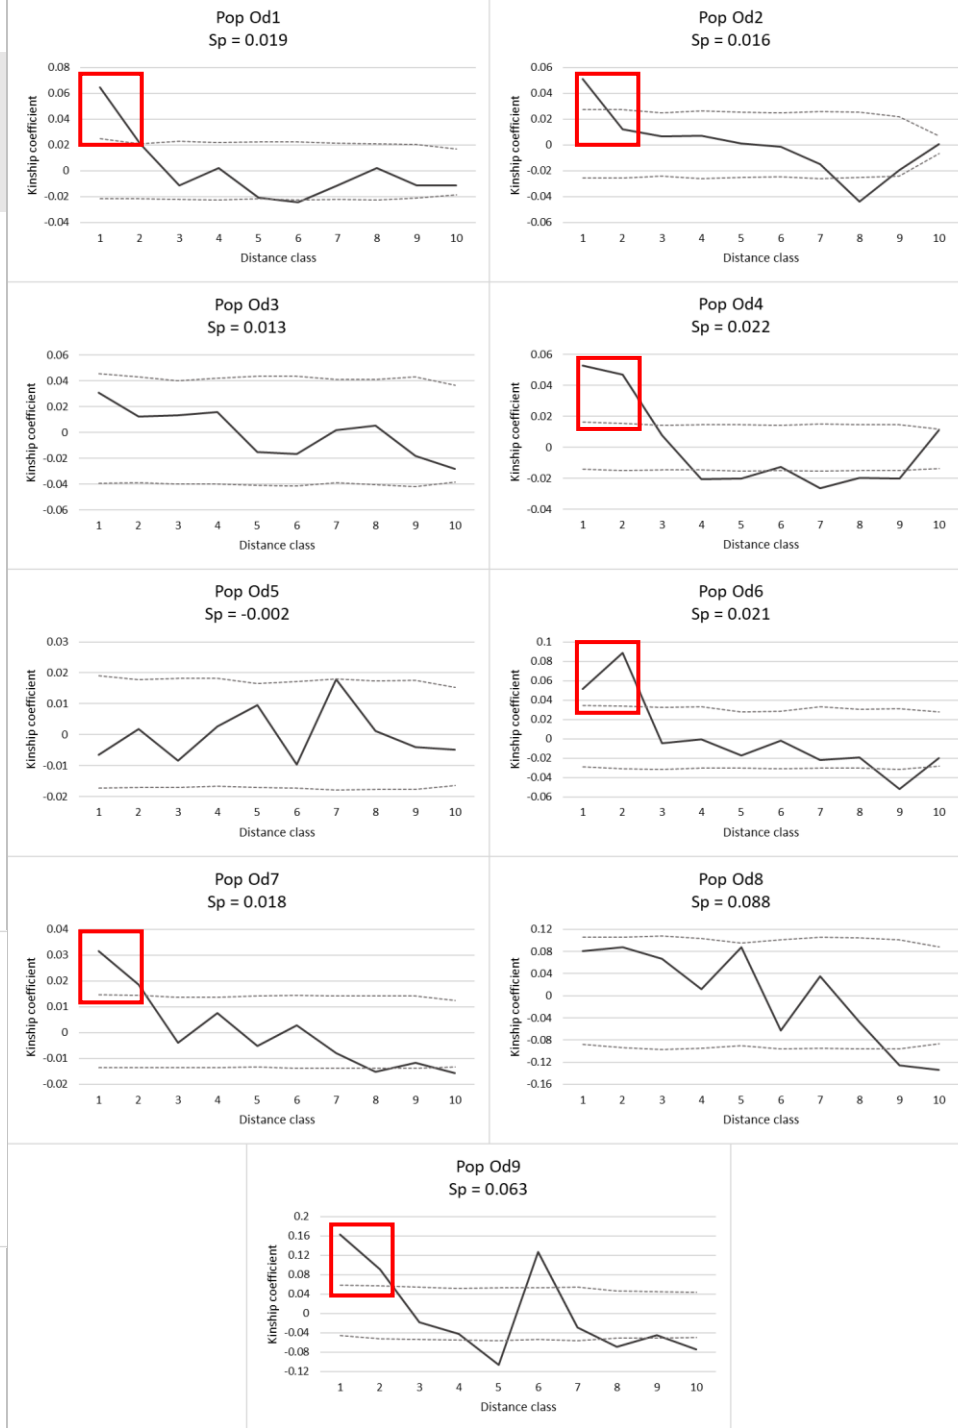 Pop Od1
Sp = 0.019
Kinship coefficient
0.08
0.06
0.04
0.02
0
-0.02
-0.04
1 2 3 4 5 6 7 8 9 10
Distance class
Pop Od2
Sp = 0.016
Kinship coefficient
0.06
0.04
0.02
0
-0.02
-0.04
-0.06
1 2 3 4 5 6 7 8 9 10
Distance class
Pop Od3
Sp = 0.013
Kinship coefficient
0.06
0.04
0.02
0
-0.02
-0.04
-0.06
1 2 3 4 5 6 7 8 9 10
Distance class
Pop Od4
Sp = 0.022
Kinship coefficient
0.06
0.04
0.02
0
-0.02
-0.04
1 2 3 4 5 6 7 8 9 10
Distance class
Pop Od5
Sp = -0.002
Kinship coefficient
0.03
0.02
0.01
0
-0.01
-0.02
1 2 3 4 5 6 7 8 9 10
Distance class
Pop Od6
Sp = 0.021
Kinship coefficient
0.1
0.08
0.06
0.04
0.02
0
-0.02
-0.04
-0.06
1 2 3 4 5 6 7 8 9 10
Distance class
Pop Od7
Sp = 0.018
Kinship coefficient
0.04
0.03
0.02
0.01
0
-0.01
-0.02
1 2 3 4 5 6 7 8 9 10
Distance class
Pop Od8
Sp = 0.088
Kinship coefficient
0.12
0.08
0.04
0
-0.04
-0.08
-0.12
-0.16
1 2 3 4 5 6 7 8 9 10
Distance class
Pop Od9
Sp = 0.063
Kinship coefficient
0.2
0.16
0.12
0.08
0.04
0
-0.04
-0.08
-0.12
1 2 3 4 5 6 7 8 9 10
Distance class